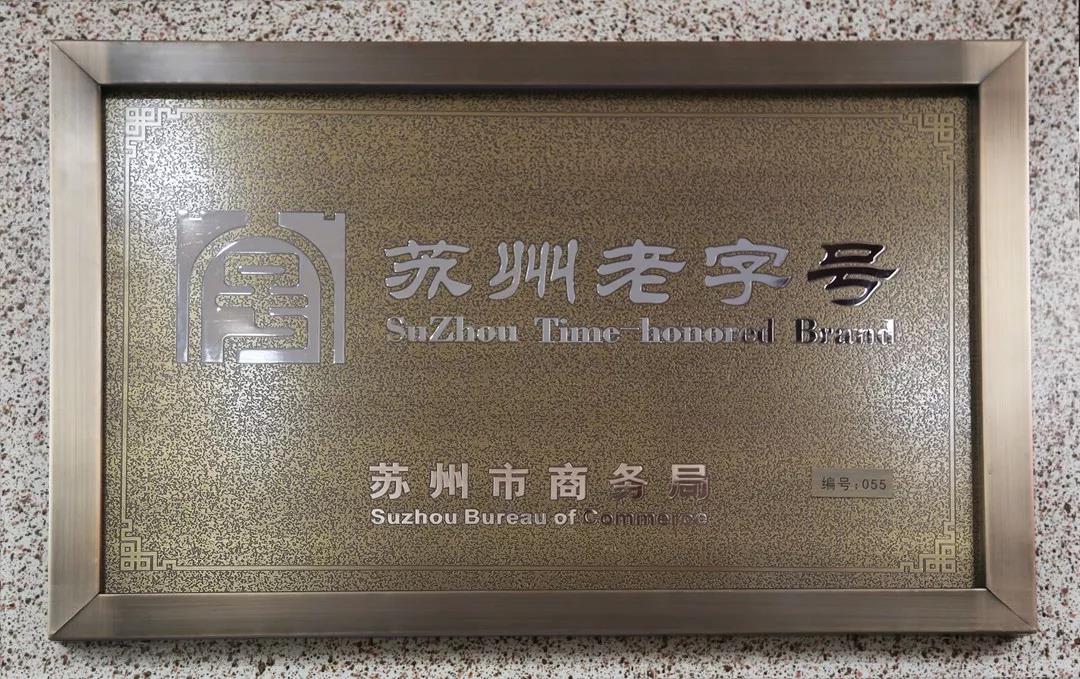 苏州老字号
SuZhou Time-honored Brand
苏州市商务局
Suzhou Bureau of Commerce
编号:055